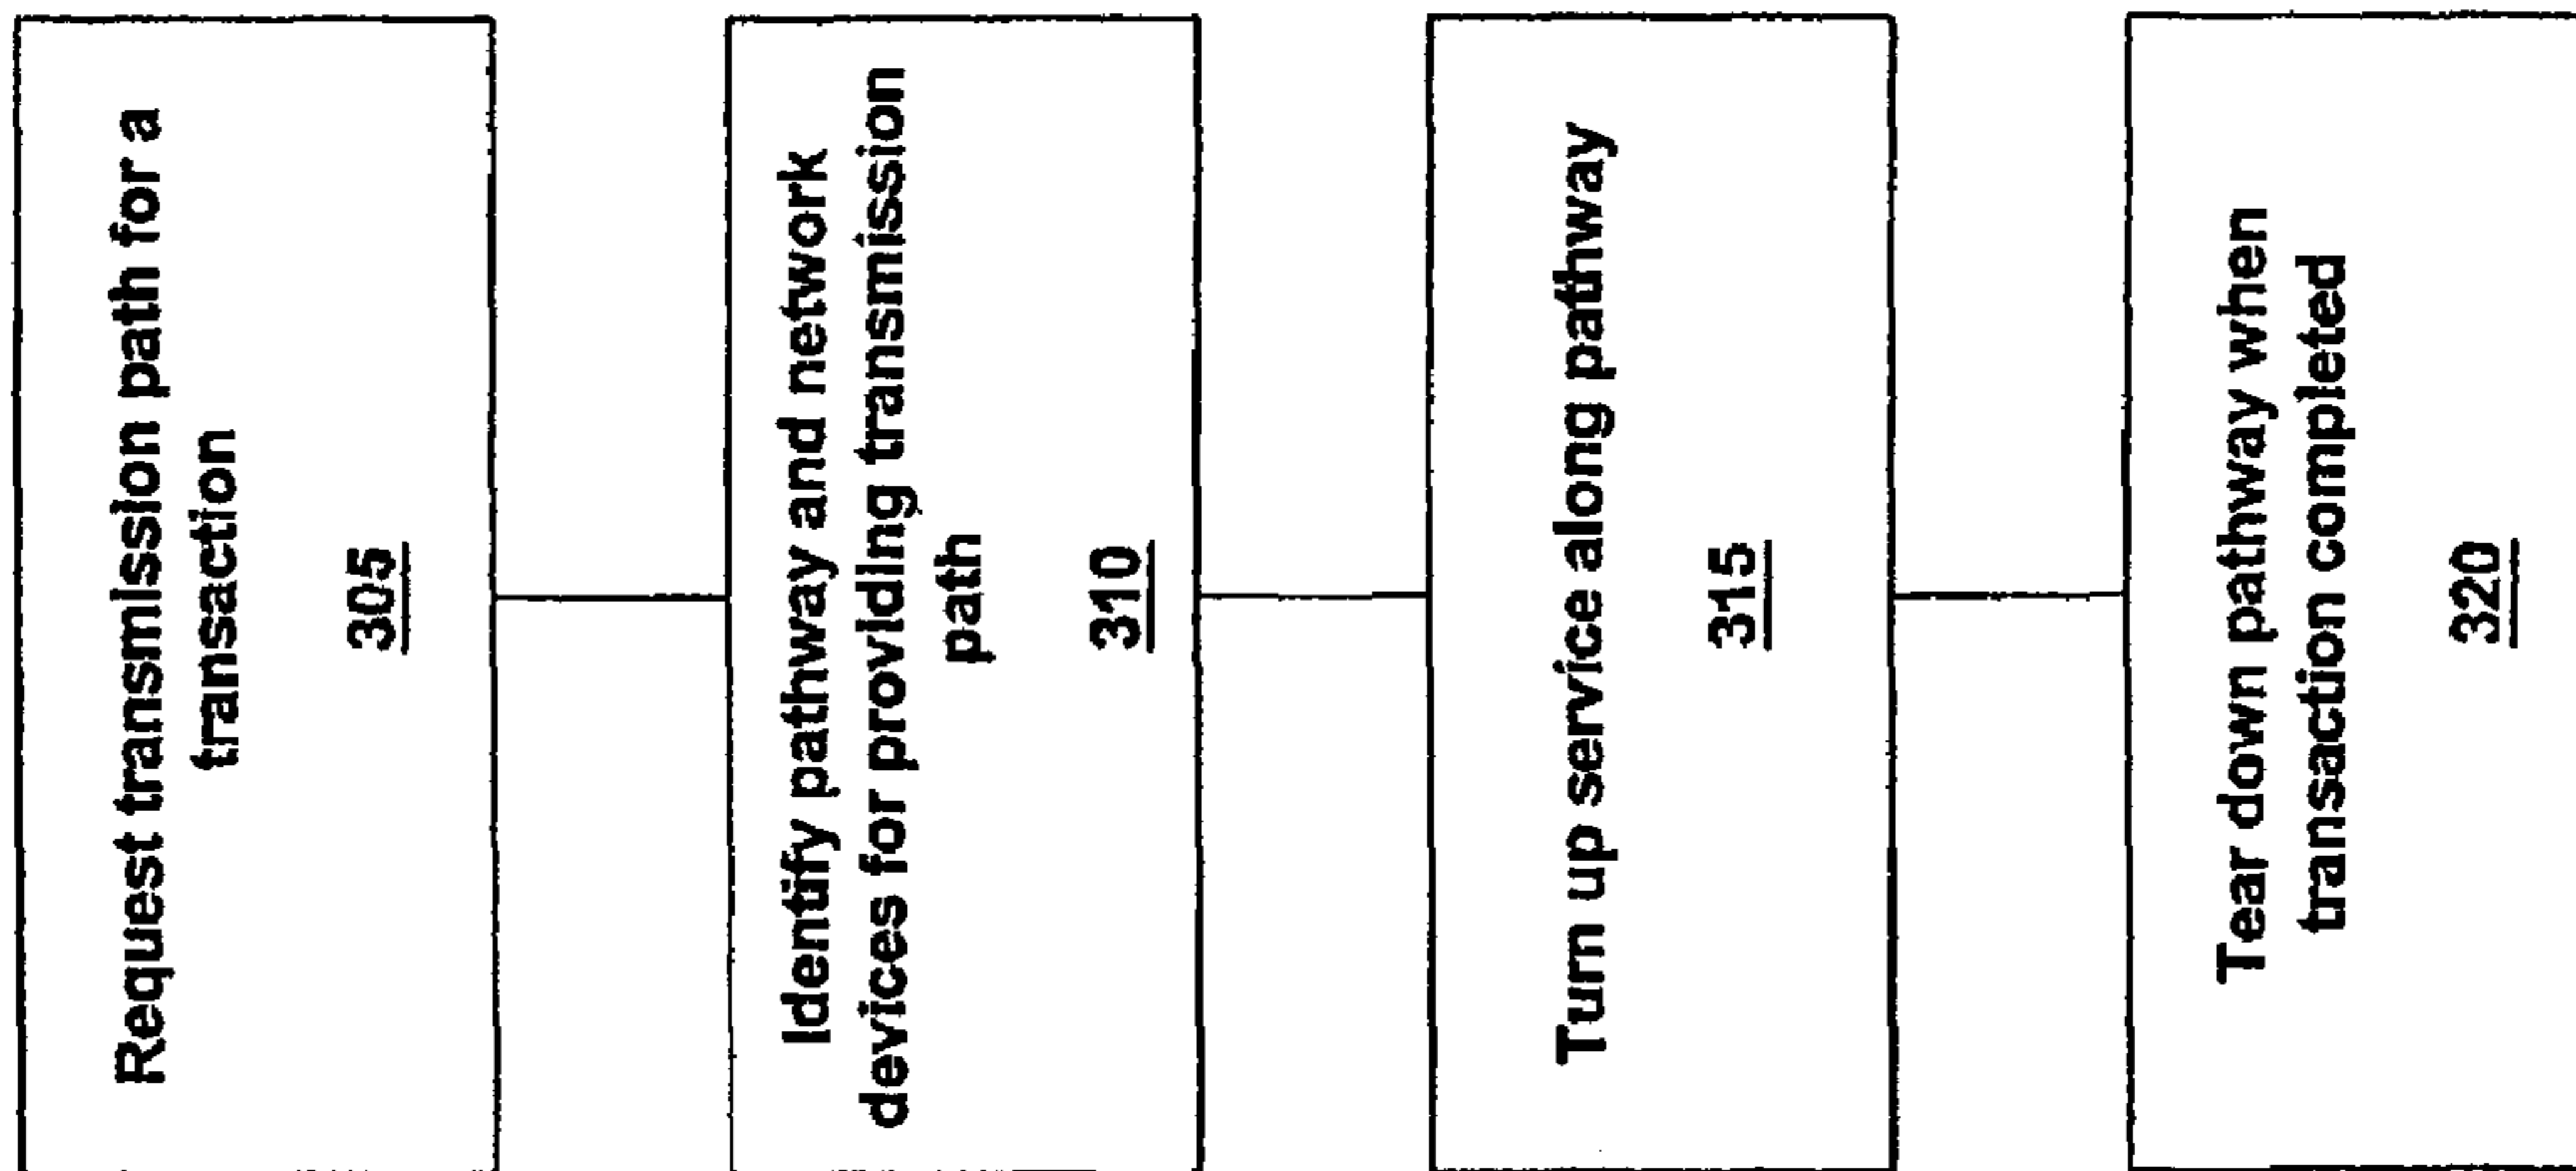 Request transmission path for a
transaction
305
Identify pathway and network
devices for providing transmission
path
310
Turn up service along pathway
315
Tear down pathway when
transaction completed
320